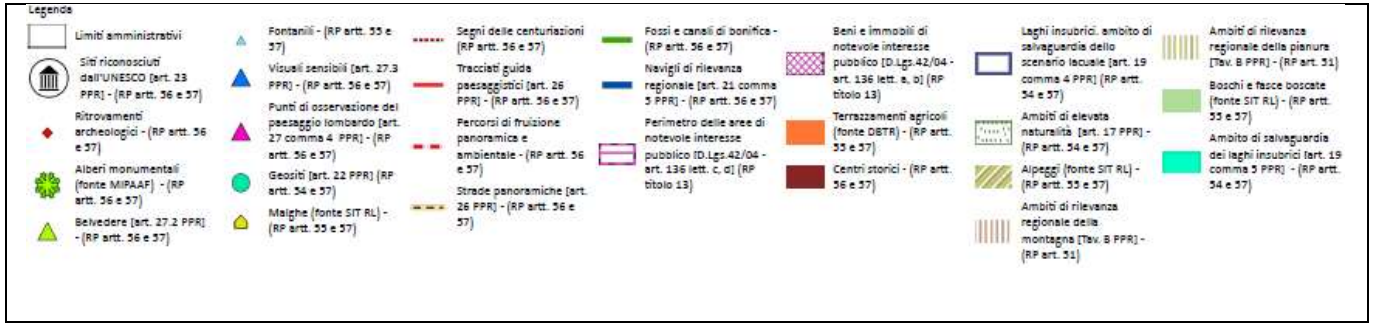 Legenda
Limiti amministrativi
Siti riconosciuti
dall'UNESCO [art. 23
PPR] - (RP artt. 56 e 57)
Ritrovamenti
archeologici - (RP artt. 56
e 57)
Alberi monumentali
(fonte MIPAAF) - (RP
artt. 56 e 57)
Belvedere [art. 27.2 PPR]
- (RP artt. 56 e 57)
Fontanili - (RP artt. 55 e
57)
Visuali sensibili [art. 27.3
PPR] - (RP artt. 56 e 57)
Punti di osservazione del
paesaggio lombardo [art.
27 comma 4 PPR] - (RP
artt. 56 e 57)
Geositi [art. 22 PPR] (RP
artt. 54 e 57)
Malghe (fonte SIT RL) -
(RP artt. 55 e 57)
Segni delle centuriazioni
(RP artt. 56 e 57)
Tracciati guida
paesaggistici [art. 26
PPR] - (RP artt. 56 e 57)
Percorsi di fruizione
panoramica e
ambientale - (RP artt. 56
e 57)
Strade panoramiche [art.
26 PPR] - (RP artt. 56 e
57)
Fossi e canali di bonifica -
(RP artt. 56 e 57)
Navigli di rilevanza
regionale [art. 21 comma
5 PPR] - (RP artt. 56 e 57)
Perimetro delle aree di
notevole interesse
pubblico [D.Lgs.42/04 -
art. 136 lett. c, d] (RP
titolo 13)
Beni e immobili di
notevole interesse
pubblico [D.Lgs.42/04 -
art. 136 lett. a, b] (RP
titolo 13)
Terrazzamenti agricoli
(fonte DBTR) - (RP artt.
55 e 57)
Centri storici - (RP artt.
56 e 57)
Laghi insubrici. ambito di
salvaguardia dello
scenario lacuale [art. 19
comma 4 PPR] (RP artt.
54 e 57)
Ambiti di elevata
naturalità [art. 17 PPR] -
(RP artt. 54 e 57)
Alpeggi (fonte SIT RL) -
(RP artt. 55 e 57)
Ambiti di rilevanza
regionale della
montagna [Tav. B PPR] -
(RP art. 51)
Ambiti di rilevanza
regionale della pianura
[Tav. B PPR] - (RP art. 51)
Boschi e fasce boscate
(fonte SIT RL) - (RP artt.
55 e 57)
Ambito di salvaguardia
dei laghi insubrici [art. 19
comma 5 PPR] - (RP artt.
54 e 57)